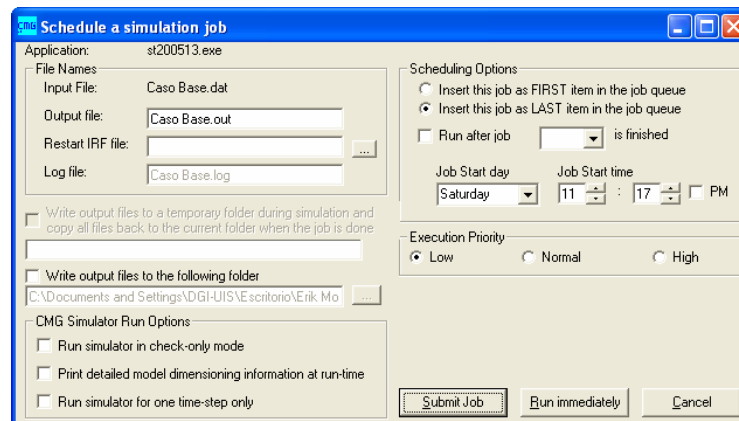 CMG Schedule a simulation job
Application: st200513.exe
File Names
Input File: Caso Base.dat
Output file: Caso Base.out
Restart IRF file: ...
Log file: Caso Base.log
Write output files to a temporary folder during simulation and
copy all files back to the current folder when the job is done
Write output files to the following folder
C:\Documents and Settings\DGI-UIS\Escritorio\Erik Mo ...
CMG Simulator Run Options
Run simulator in check-only mode
Print detailed model dimensioning information at run-time
Run simulator for one time-step only
Scheduling Options
Insert this job as FIRST item in the job queue
Insert this job as LAST item in the job queue
Run after job is finished
Job Start day Job Start time
Saturday 11 : 17 PM
Execution Priority
Low Normal High
Submit Job Run immediately Cancel